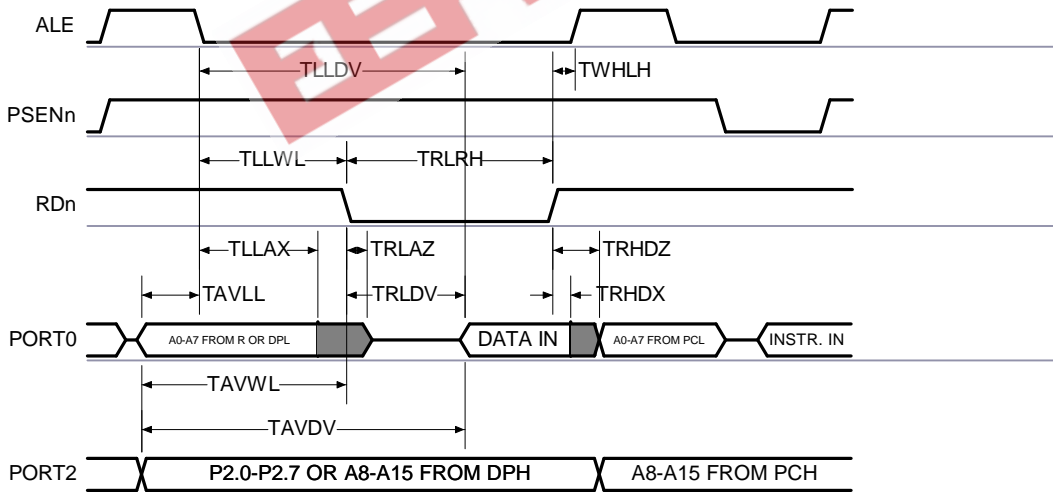 ALE
TLLDV
TWHLH
PSENn
TLLWL
TRLRH
RDn
TLLAX
TRLAZ
TRHDZ
TAVLL
TRLDV
TRHDX
PORT0
A0-A7 FROM R OR DPL
DATA IN
A0-A7 FROM PCL
INSTR. IN
TAVWL
TAVDV
PORT2
P2.0-P2.7 OR A8-A15 FROM DPH
A8-A15 FROM PCH